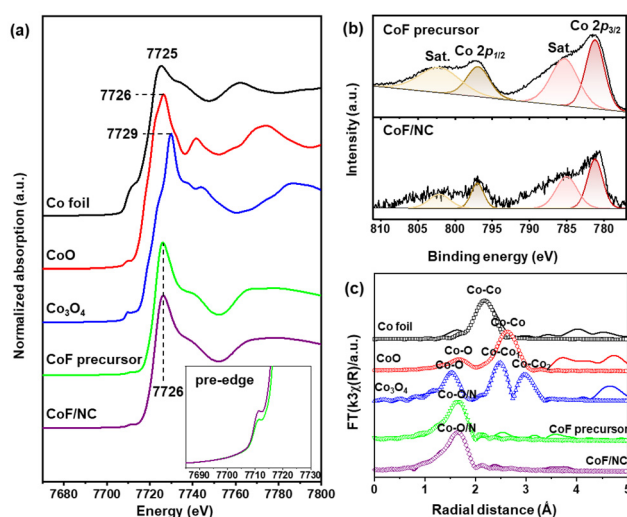 (a)
7725
7726
7729
Co foil
CoO
Co₃O₄
CoF precursor
CoF/NC
7726
pre-edge
7690 7700 7710 7720 7730
7680 7700 7720 7740 7760 7780 7800
Energy (eV)
Normalized absorption (a.u.)
(b)
CoF precursor
Co 2p₃/₂
Sat.
Co 2p₁/₂
Sat.
CoF/NC
810 805 800 795 790 785 780
Binding energy (eV)
Intensity (a.u.)
(c)
Co-Co
Co foil
Co-Co
CoO
Co-O
Co-Co₁
Co-Co₂
Co₃O₄
Co-O
Co-O/N
CoF precursor
Co-O/N
CoF/NC
0 1 2 3 4 5
Radial distance (Å)
FT(k3χ(R)/a.u.)